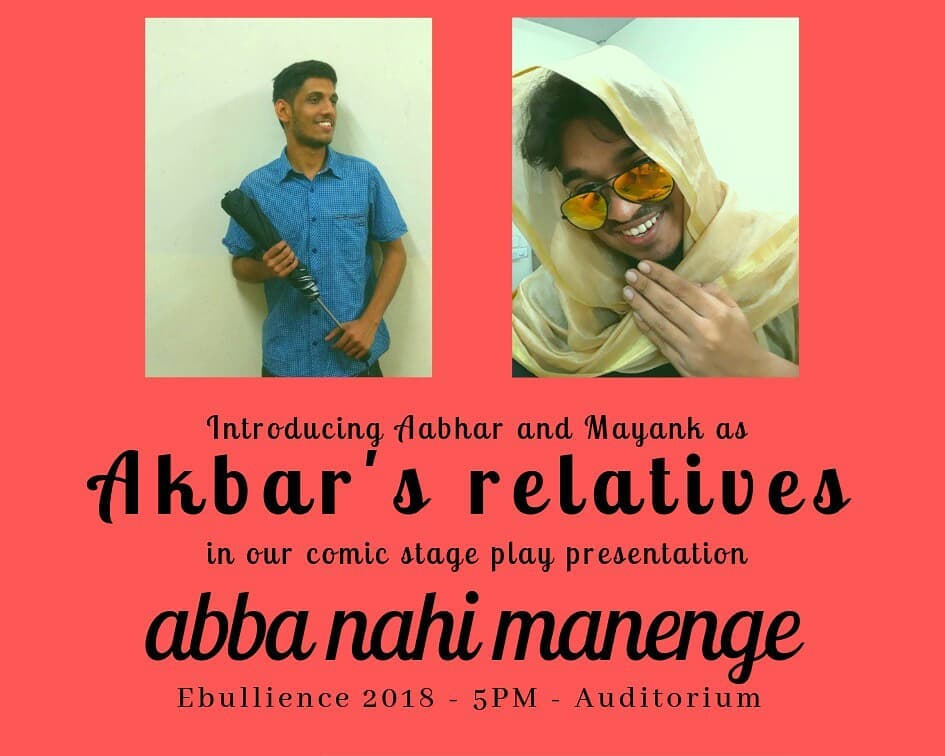 Introducing Aabhar and Mayank as
Akbar's relatives
in our comic stage play presentation
abba nahi manenge
Ebullience 2018 - 5PM - Auditorium